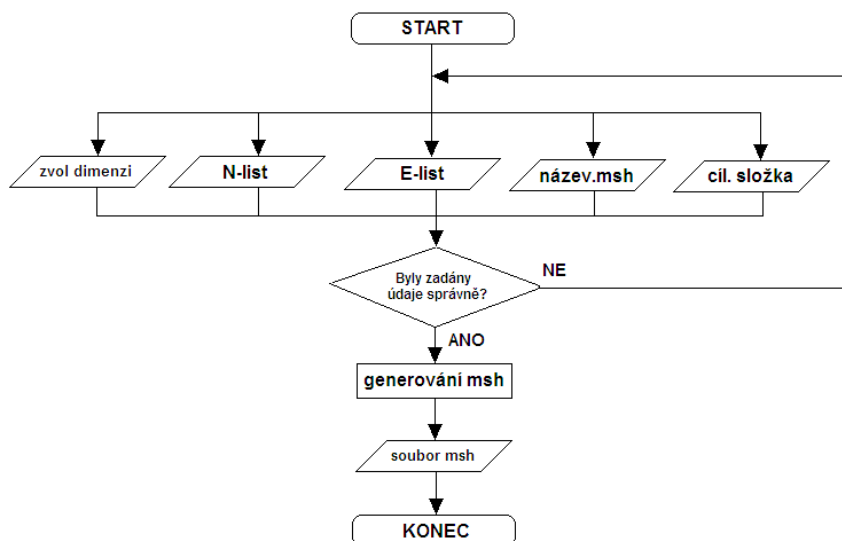 START
zvol dimenzi
N-list
E-list
název.msh
cíl. složka
Byly zadány
údaje správně?
NE
ANO
generování msh
soubor msh
KONEC